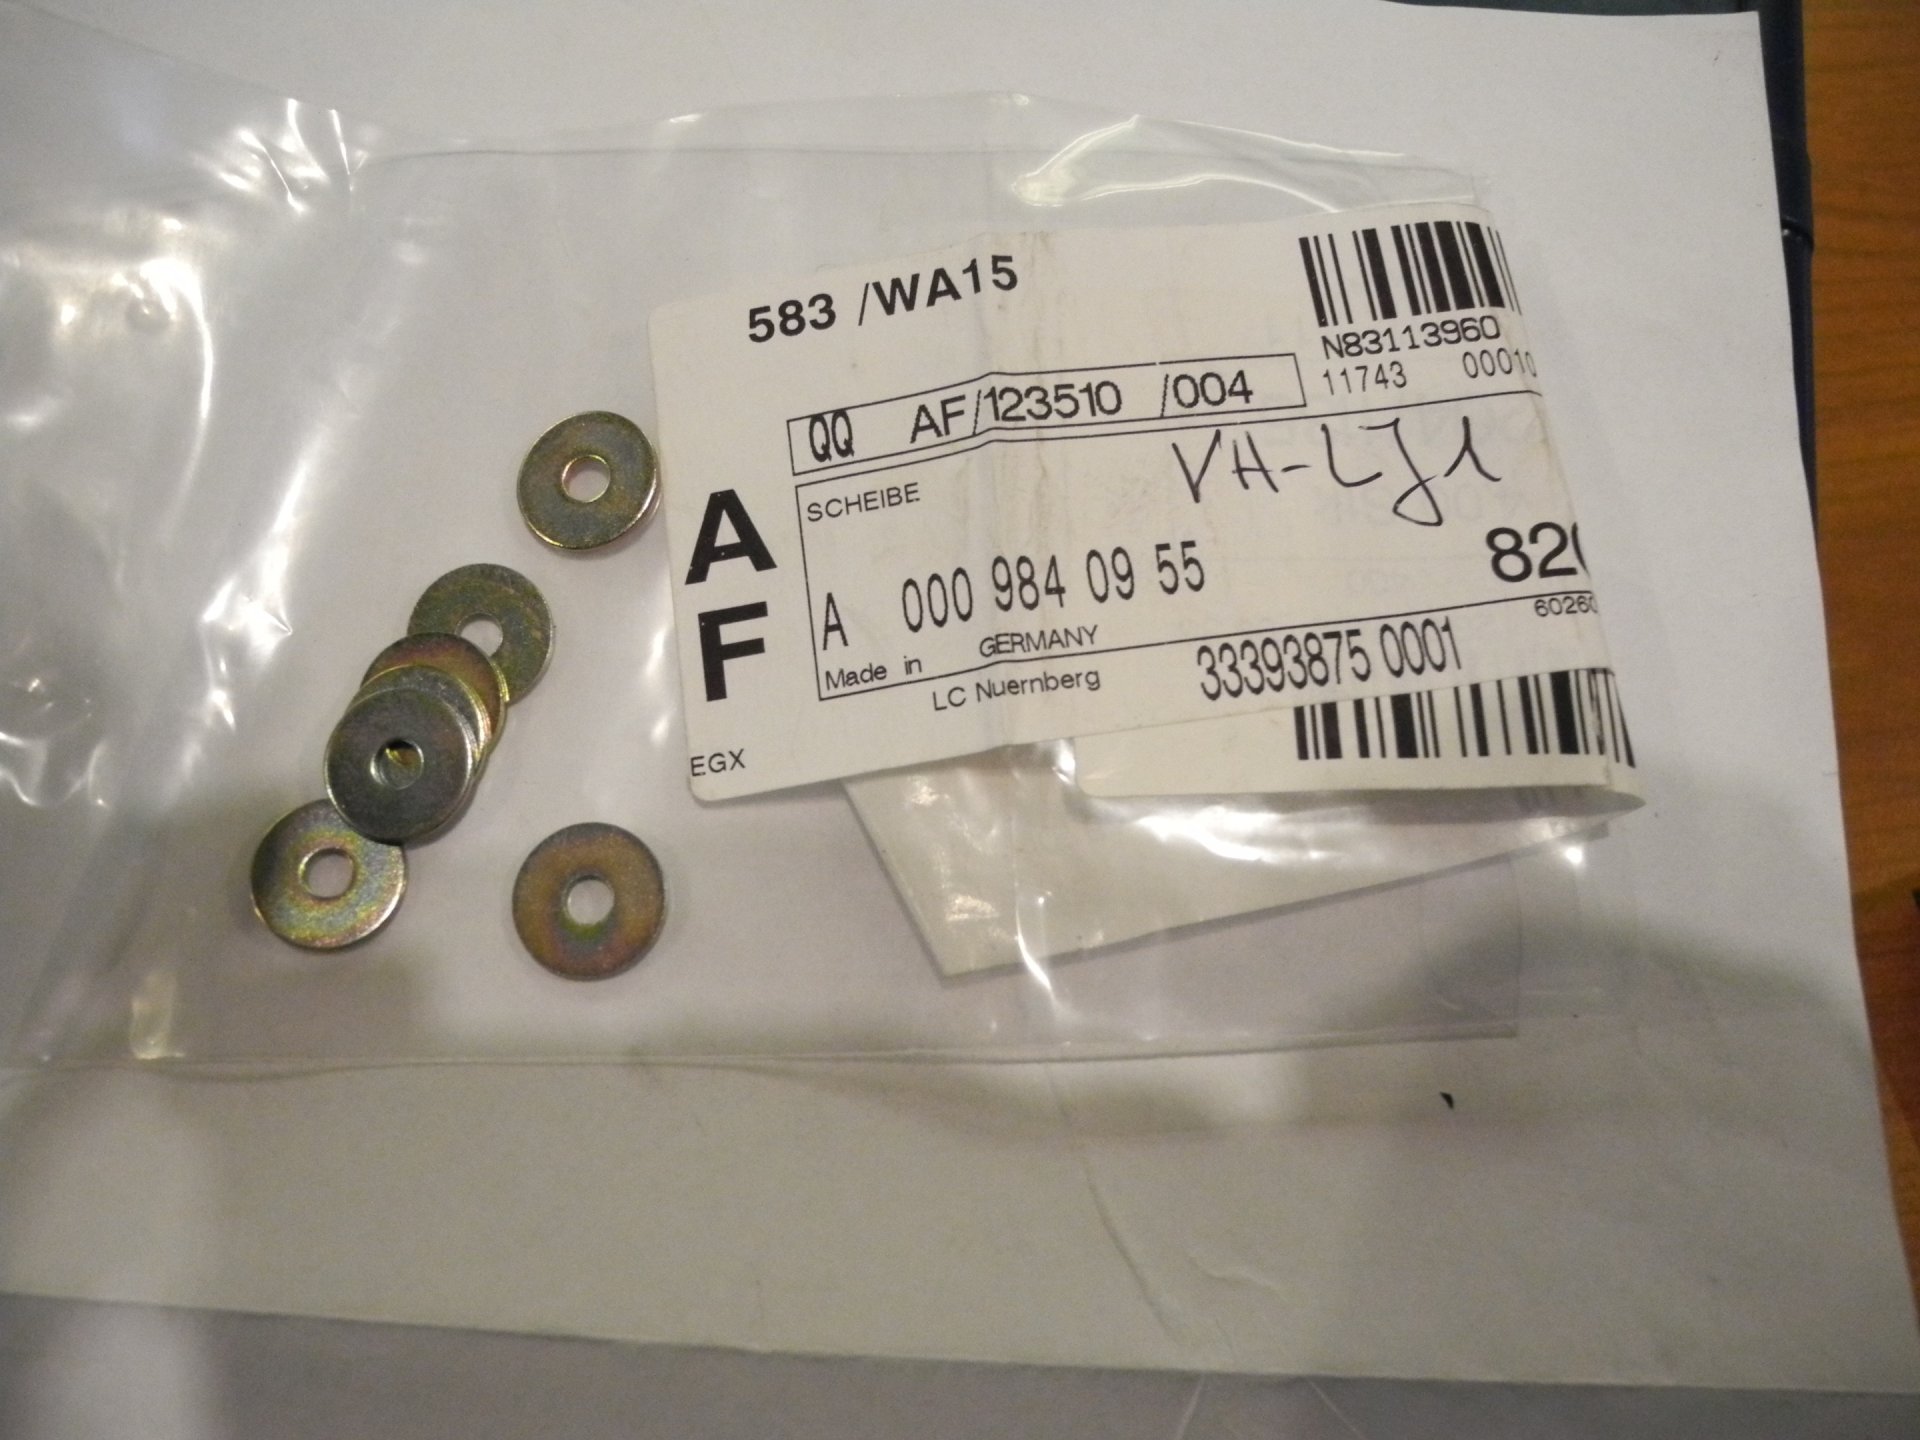 583 /WA15
N83113960
11743 00010
QQ AF/123510 /004
VH-LJ1
A
F
SCHEIBE
A 000 984 09 55
Made in GERMANY
LC Nuernberg
33393875 0001
EGX